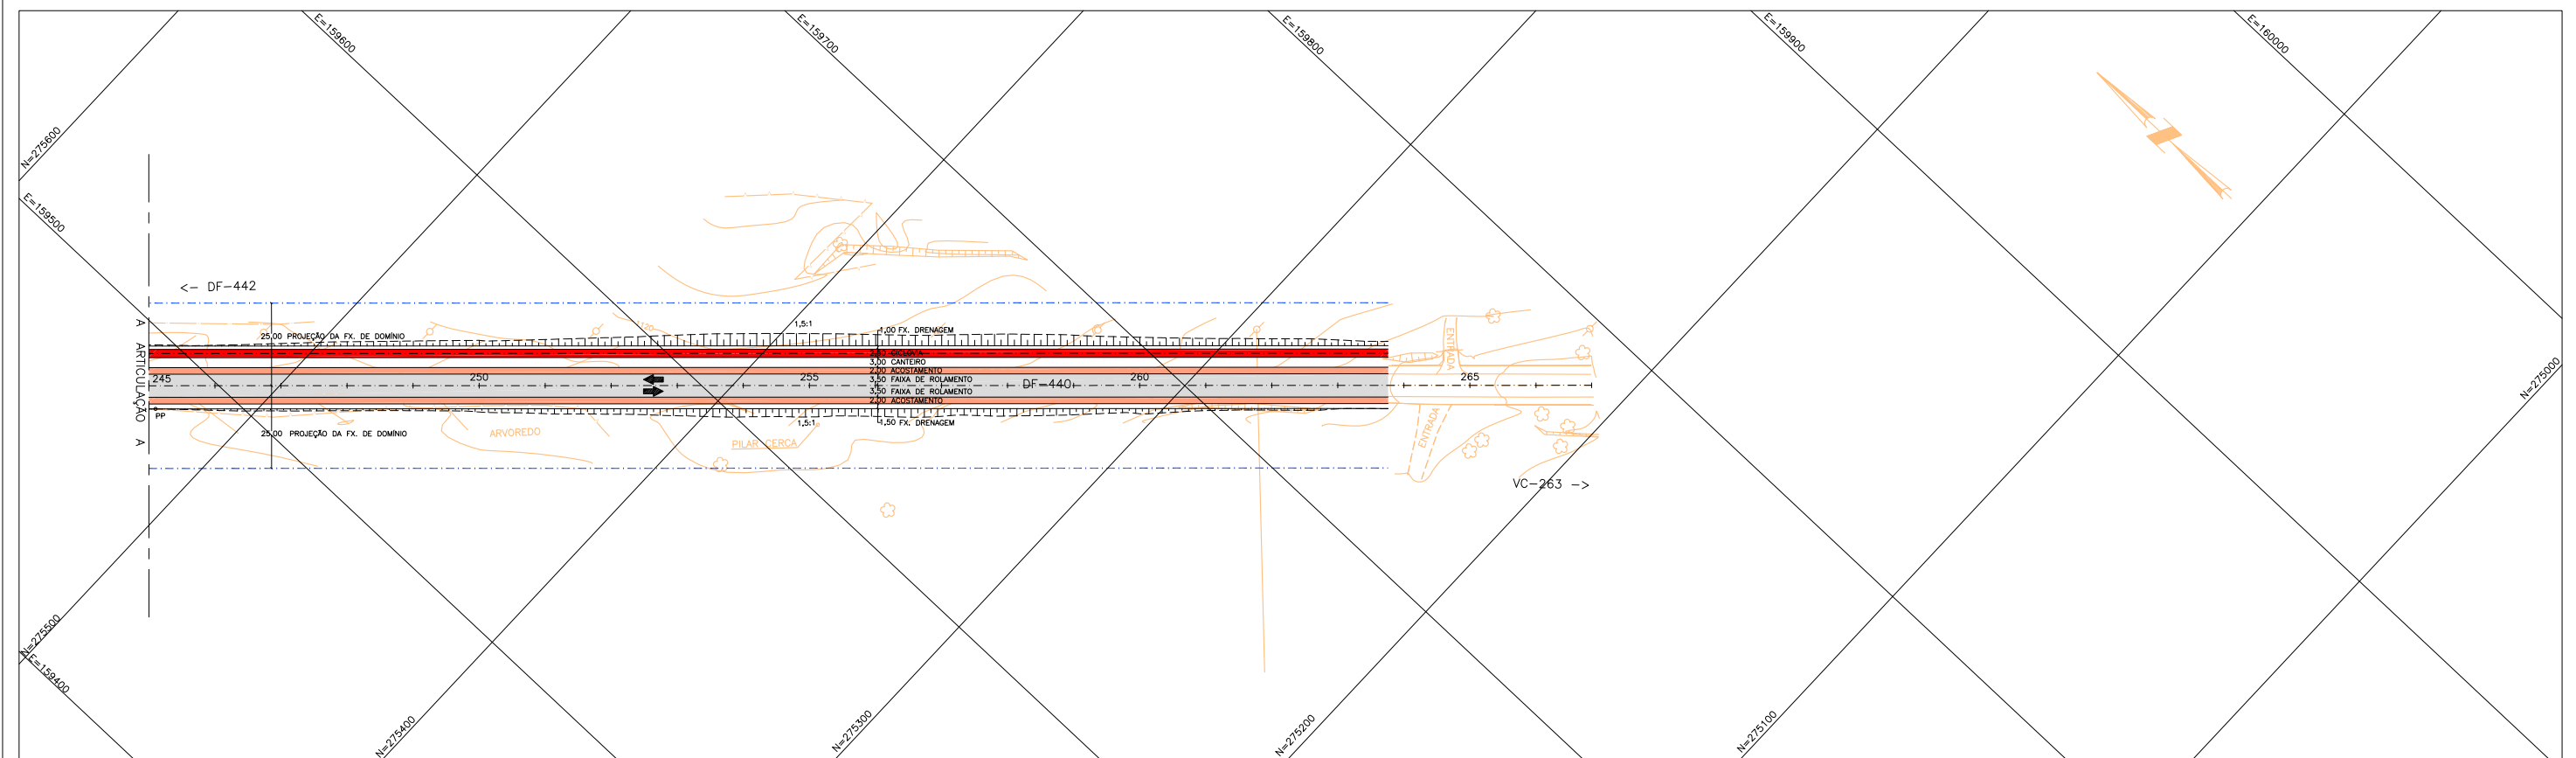 E=159600
E=159700
E=159800
E=159900
E=160000
N=275600
E=159500
<- DF-442
A ARTICULAÇÃO A
25,00 PROJEÇÃO DA FX. DE DOMÍNIO
1120
1,5:1
1,00 FX. DRENAGEM
2,50 CICLOVIA
3,00 CANTEIRO
2,00 ACOSTAMENTO
3,50 FAIXA DE ROLAMENTO
245
250
255
DF-440
260
265
3,50 FAIXA DE ROLAMENTO
2,00 ACOSTAMENTO
PP
1,5:1
1,50 FX. DRENAGEM
25,00 PROJEÇÃO DA FX. DE DOMÍNIO
ARVOREDO
PILAR CERCA
ENTRADA
ENTRADA
VC-263 ->
N=275000
N=275500
E=159400
N=275400
N=275300
N=275200
N=275100